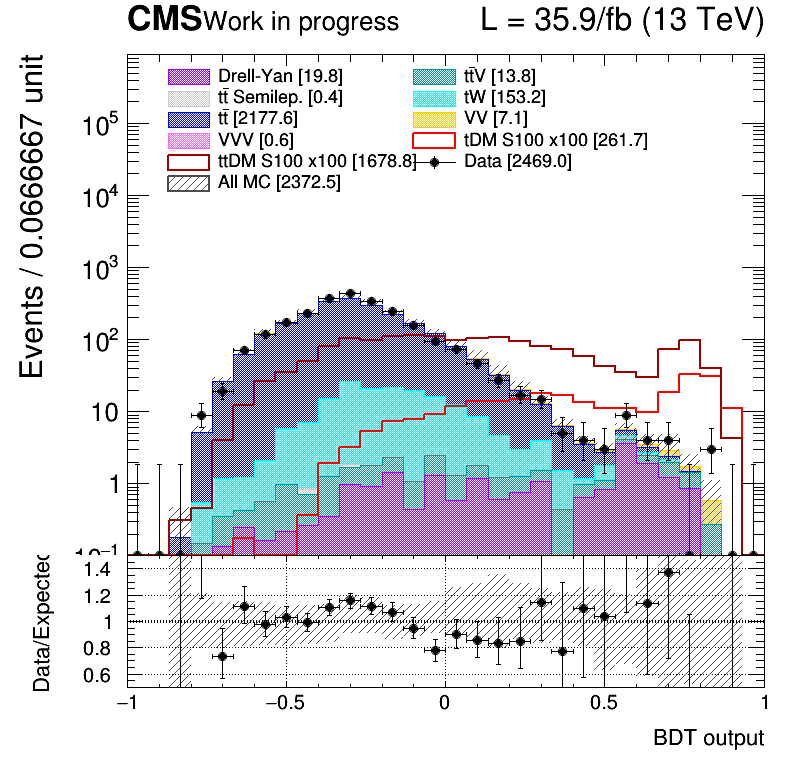 CMS Work in progress L = 35.9/fb (13 TeV)
Events / 0.0666667 unit
Drell-Yan [19.8] tt̄V [13.8]
tt̄ Semilep. [0.4] tW [153.2]
tt̄ [2177.6] VV [7.1]
VVV [0.6] tDM S100 x100 [261.7]
ttDM S100 x100 [1678.8] Data [2469.0]
All MC [2372.5]
10⁵
10⁴
10³
10²
10
1
10⁻¹
Data/Expected
1.4
1.2
1
0.8
0.6
−1 −0.5 0 0.5 1
BDT output